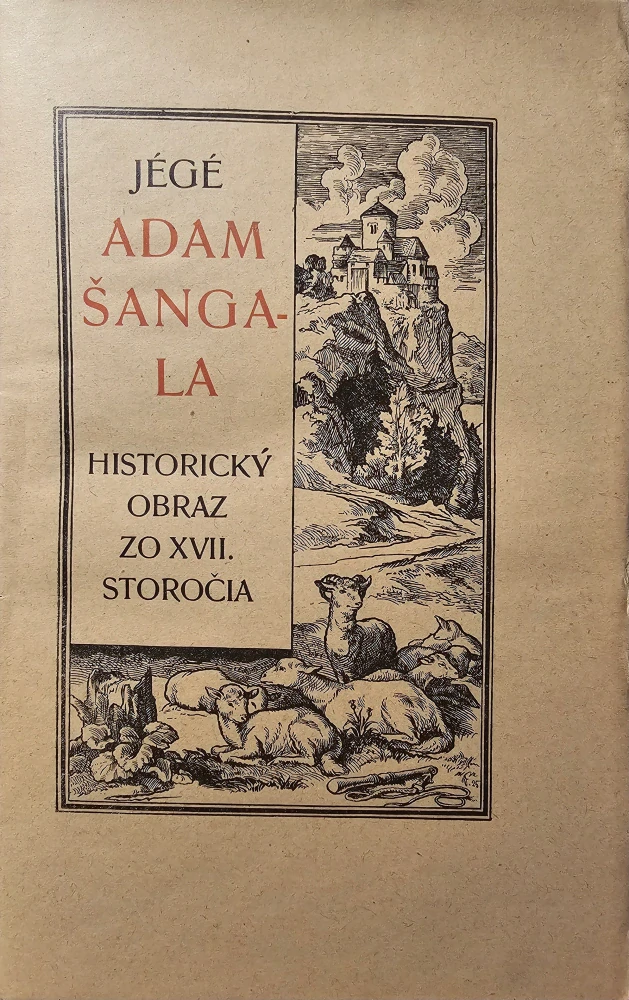 JÉGÉ
ADAM
ŠANGA-
LA
HISTORICKÝ
OBRAZ
ZO XVII.
STOROČIA